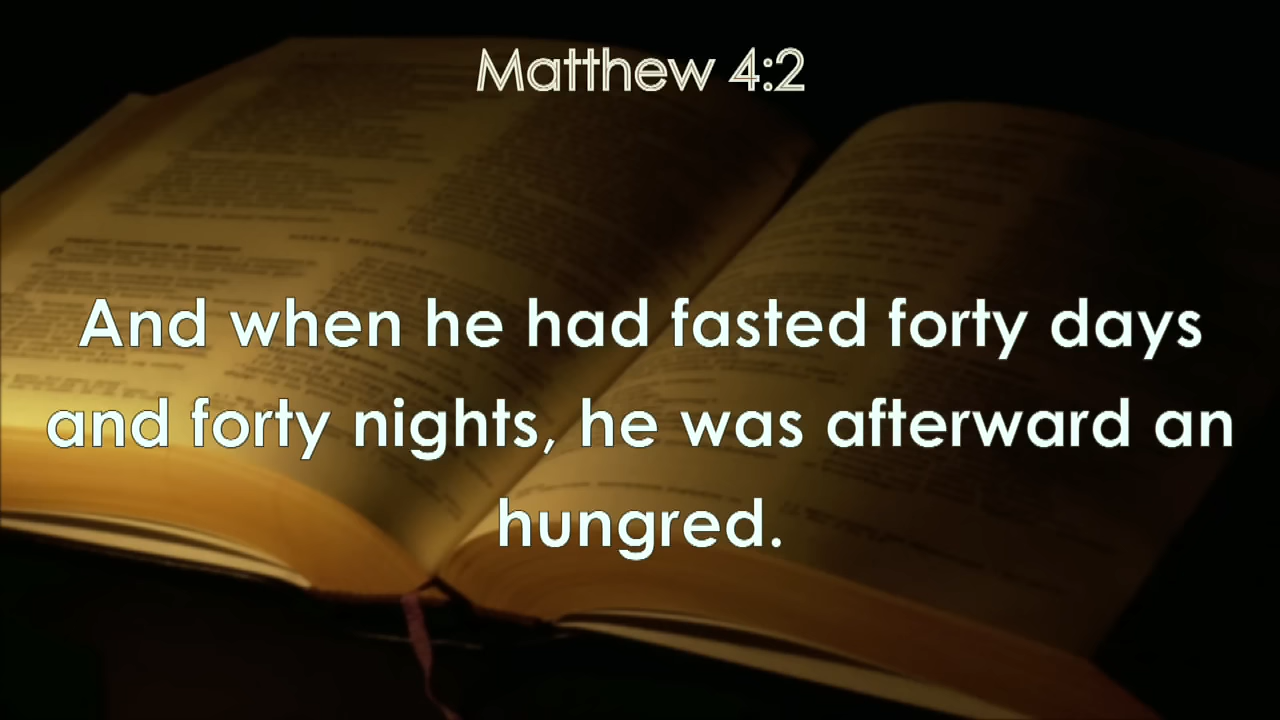 Matthew 4:2
And when he had fasted forty days
and forty nights, he was afterward an
hungred.